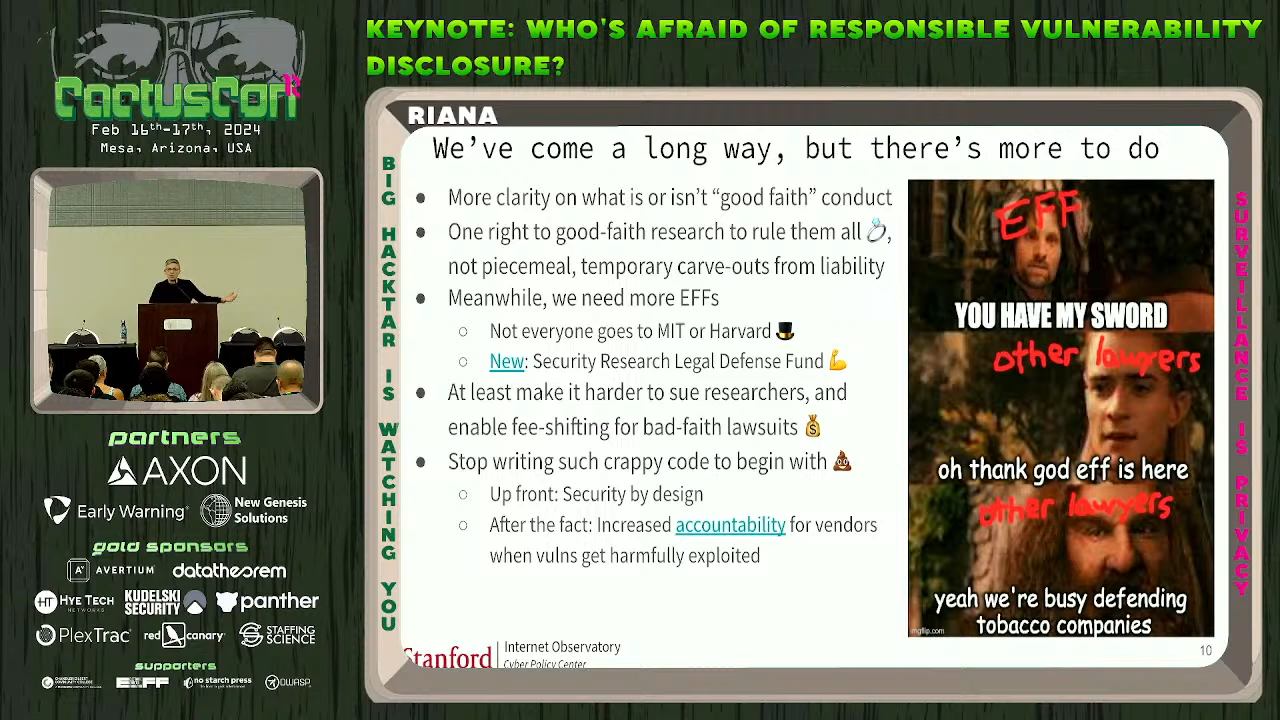 CactusCon
Feb 16th-17th, 2024
Mesa, Arizona, USA
KEYNOTE: WHO'S AFRAID OF RESPONSIBLE VULNERABILITY
DISCLOSURE?
RIANA
We've come a long way, but there's more to do
● More clarity on what is or isn't “good faith” conduct
● One right to good-faith research to rule them all 💍,
not piecemeal, temporary carve-outs from liability
● Meanwhile, we need more EFFs
○ Not everyone goes to MIT or Harvard 🎩
○ New: Security Research Legal Defense Fund 💪
● At least make it harder to sue researchers, and
enable fee-shifting for bad-faith lawsuits 💰
● Stop writing such crappy code to begin with 💩
○ Up front: Security by design
○ After the fact: Increased accountability for vendors
when vulns get harmfully exploited
EFF
YOU HAVE MY SWORD
other lawyers
oh thank god eff is here
other lawyers
yeah we're busy defending
tobacco companies
imgflip.com
Stanford
Internet Observatory
Cyber Policy Center
10
BIG HACKTAR IS WATCHING YOU
SURVEILLANCE IS PRIVACY
partners
AXON
Early Warning
New Genesis
Solutions
gold sponsors
AVERTIUM
datatheorem
HT
HYE TECH
NETWORKS
KUDELSKI
SECURITY
panther
PlexTrac
red canary
STAFFING
SCIENCE
supporters
EFF
no starch press
OWASP